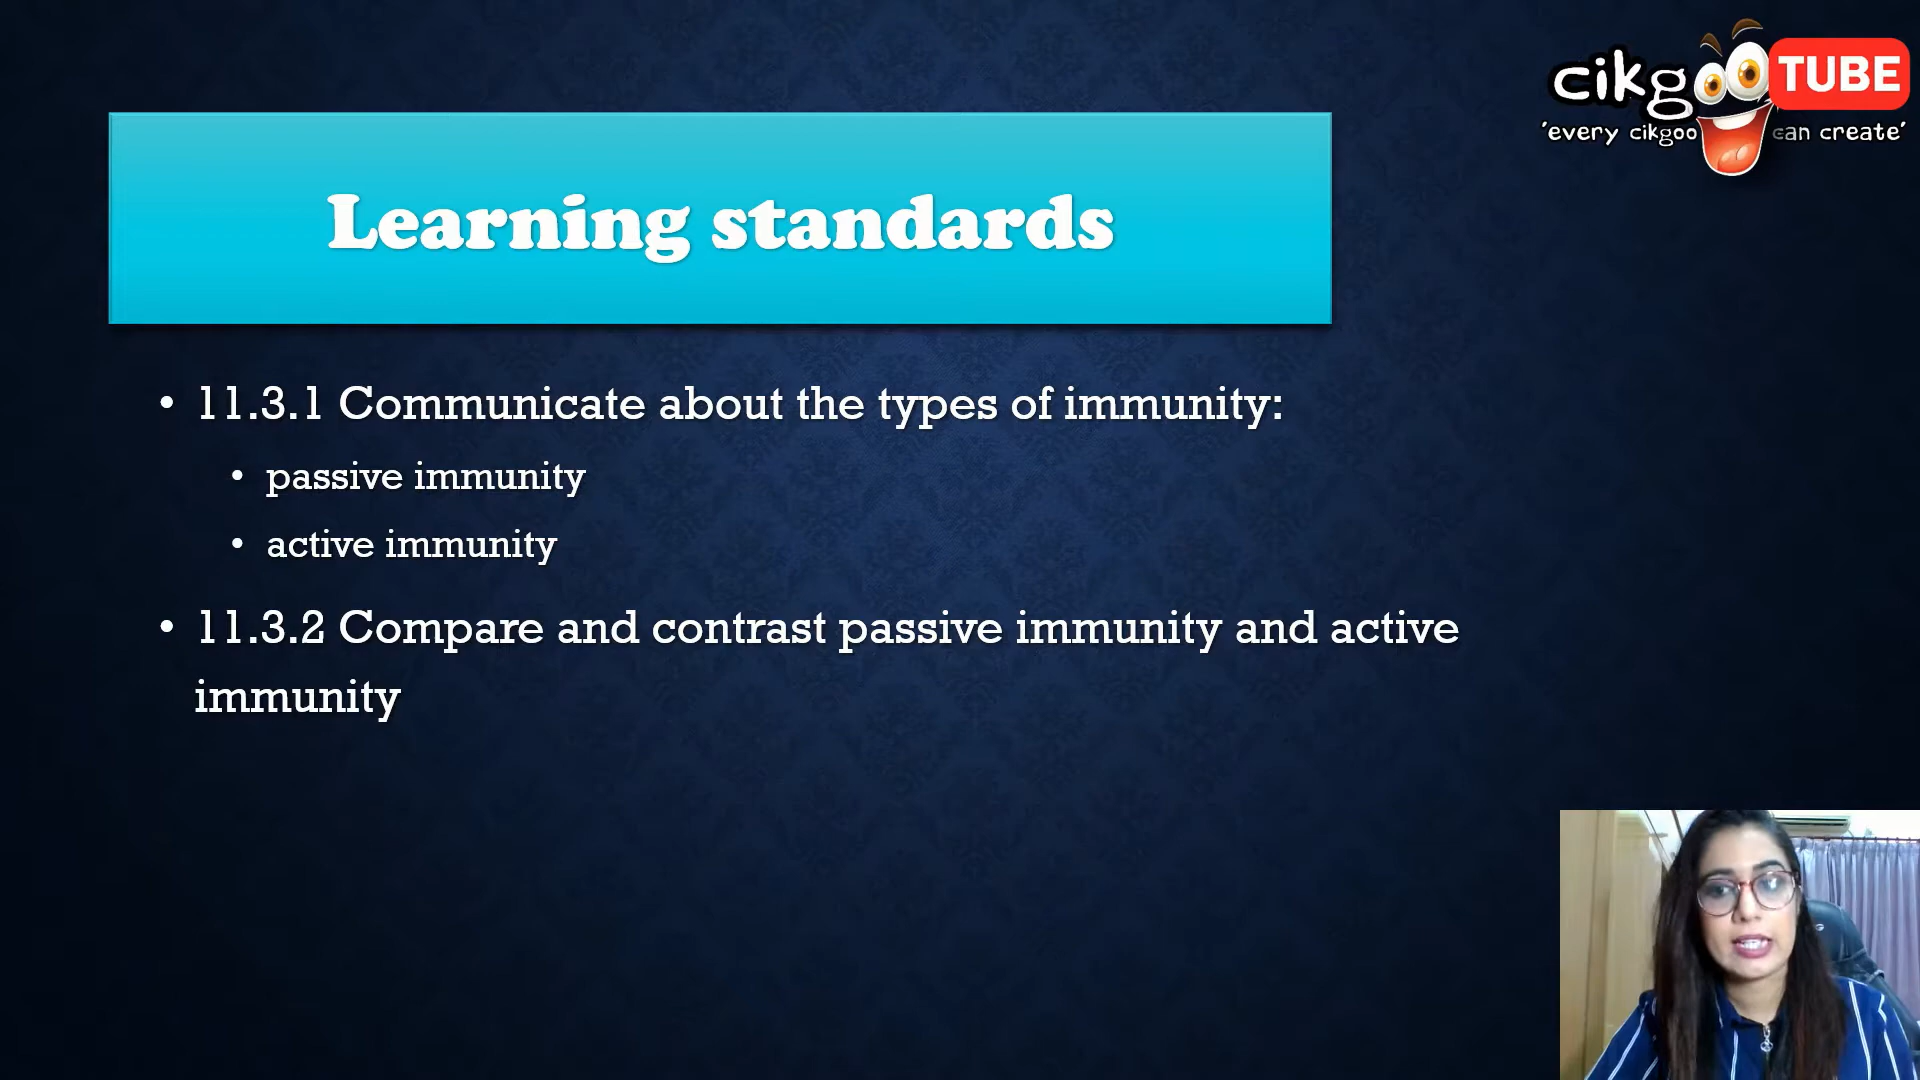 cikgoo TUBE
'every cikgoo can create'
Learning standards
• 11.3.1 Communicate about the types of immunity:
• passive immunity
• active immunity
• 11.3.2 Compare and contrast passive immunity and active
immunity